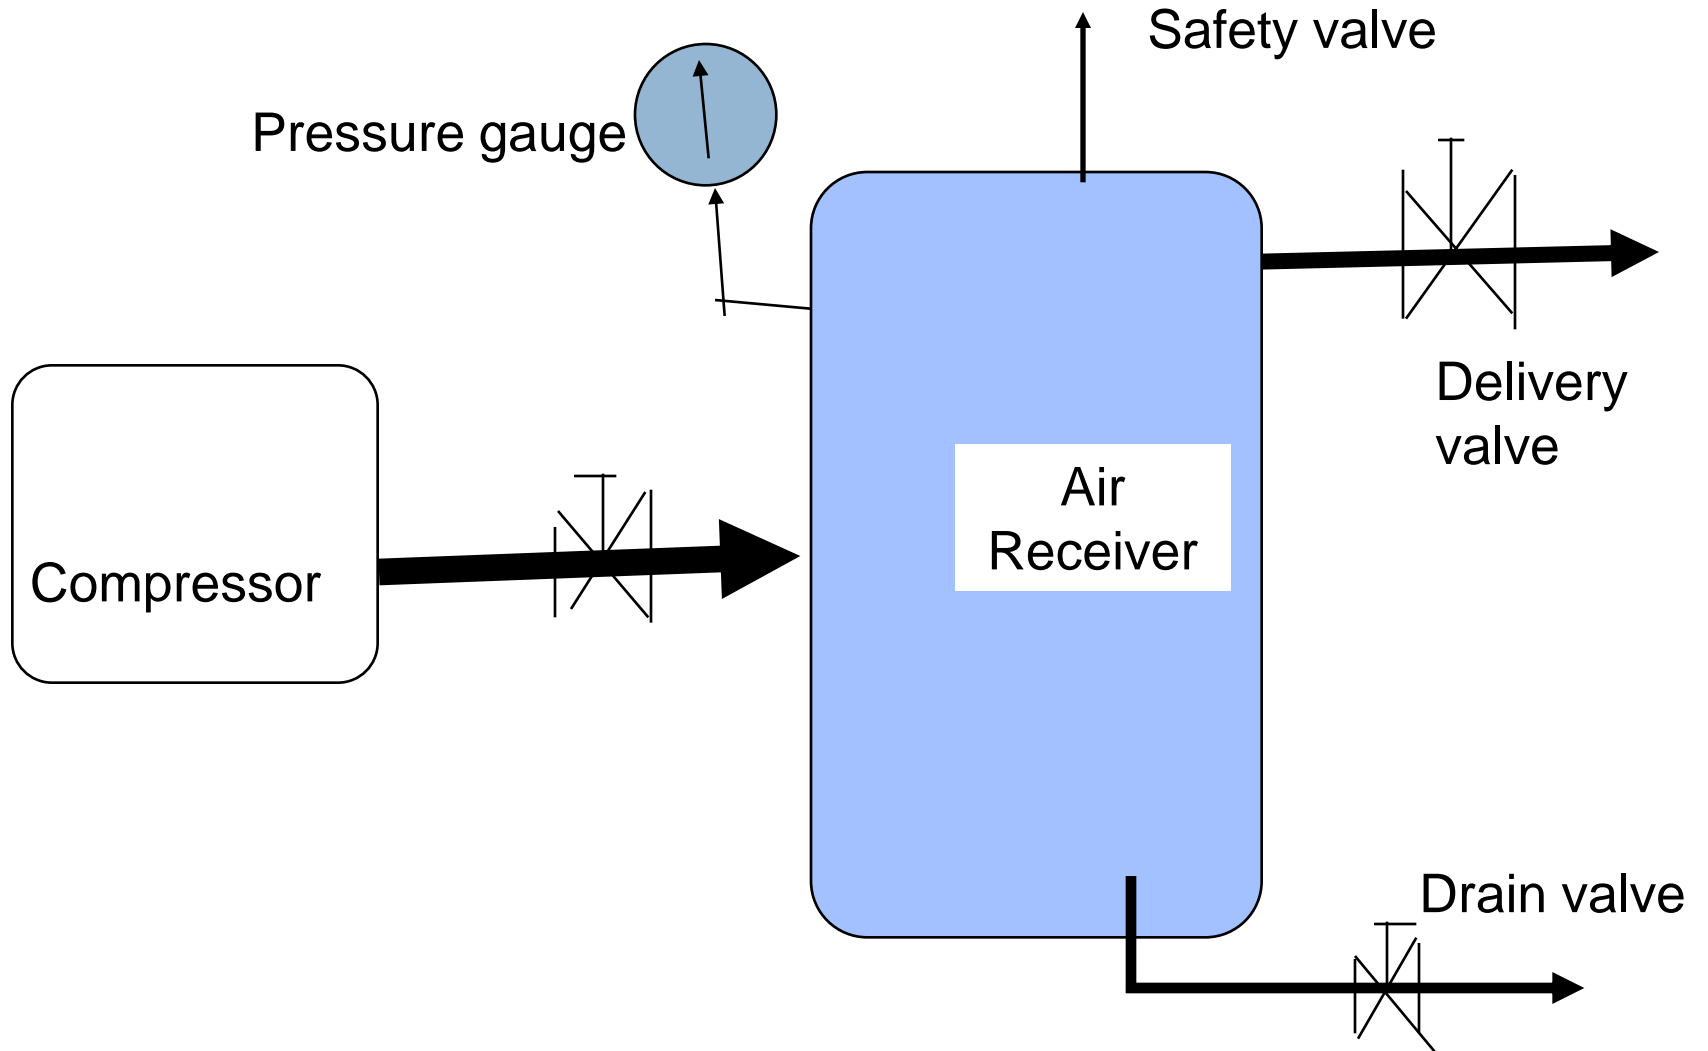 Safety valve
Pressure gauge
Delivery
valve
Air
Receiver
Compressor
Drain valve